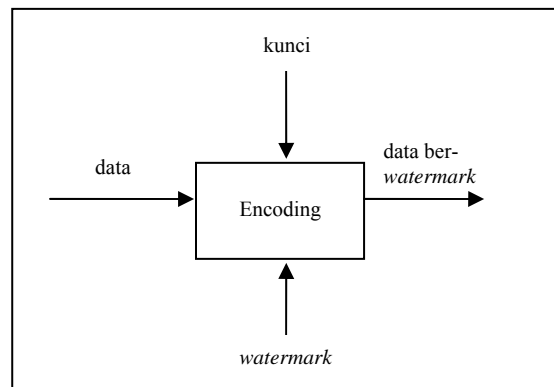 kunci
data
data ber-
watermark
Encoding
watermark